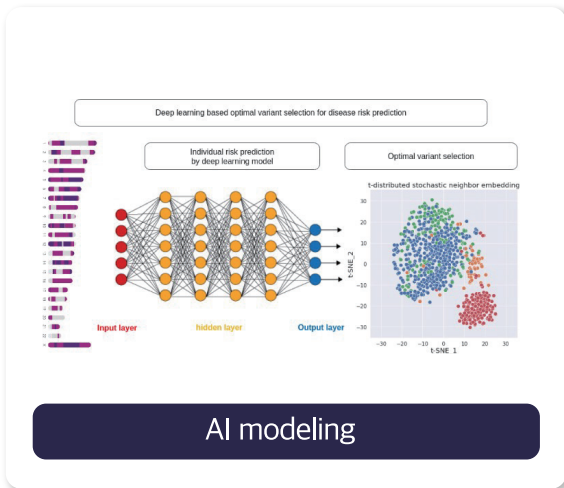 Deep learning based optimal variant selection for disease risk prediction
Individual risk prediction
by deep learning model
Optimal variant selection
t-distributed stochastic neighbor embedding
30
20
10
0
−10
−20
−30
t-SNE_2
−30
−20
−10
0
10
20
30
t-SNE_1
Input layer
hidden layer
Output layer
AI modeling